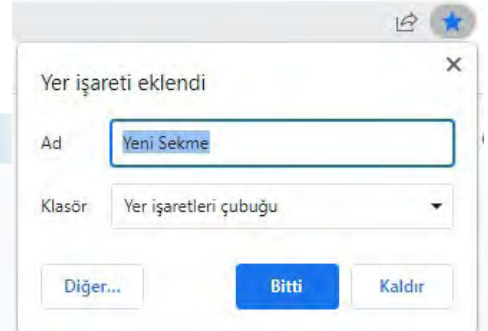 Yer işareti eklendi
Ad Yeni Sekme
Klasör Yer işaretleri çubuğu
Diğer... Bitti Kaldır